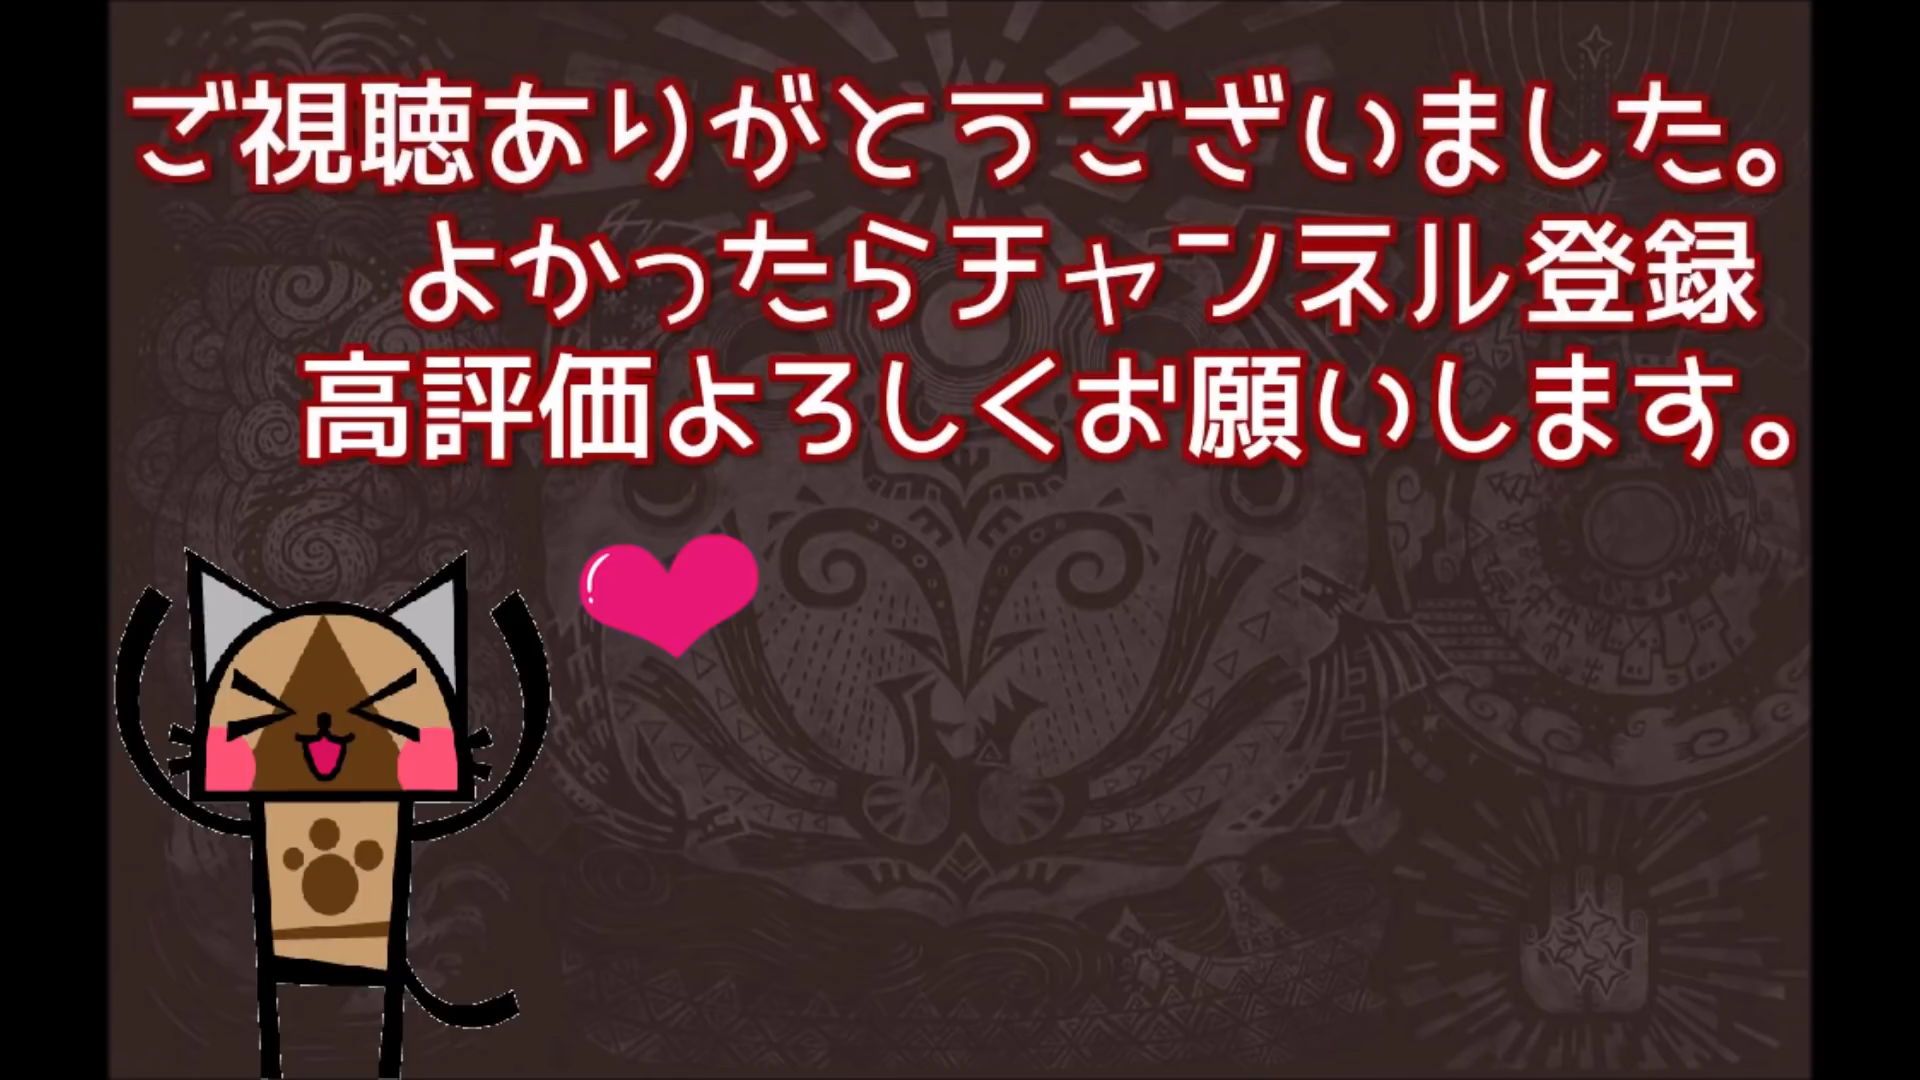 ご視聴ありがとうございました。
よかったらチャンネル登録
高評価よろしくお願いします。